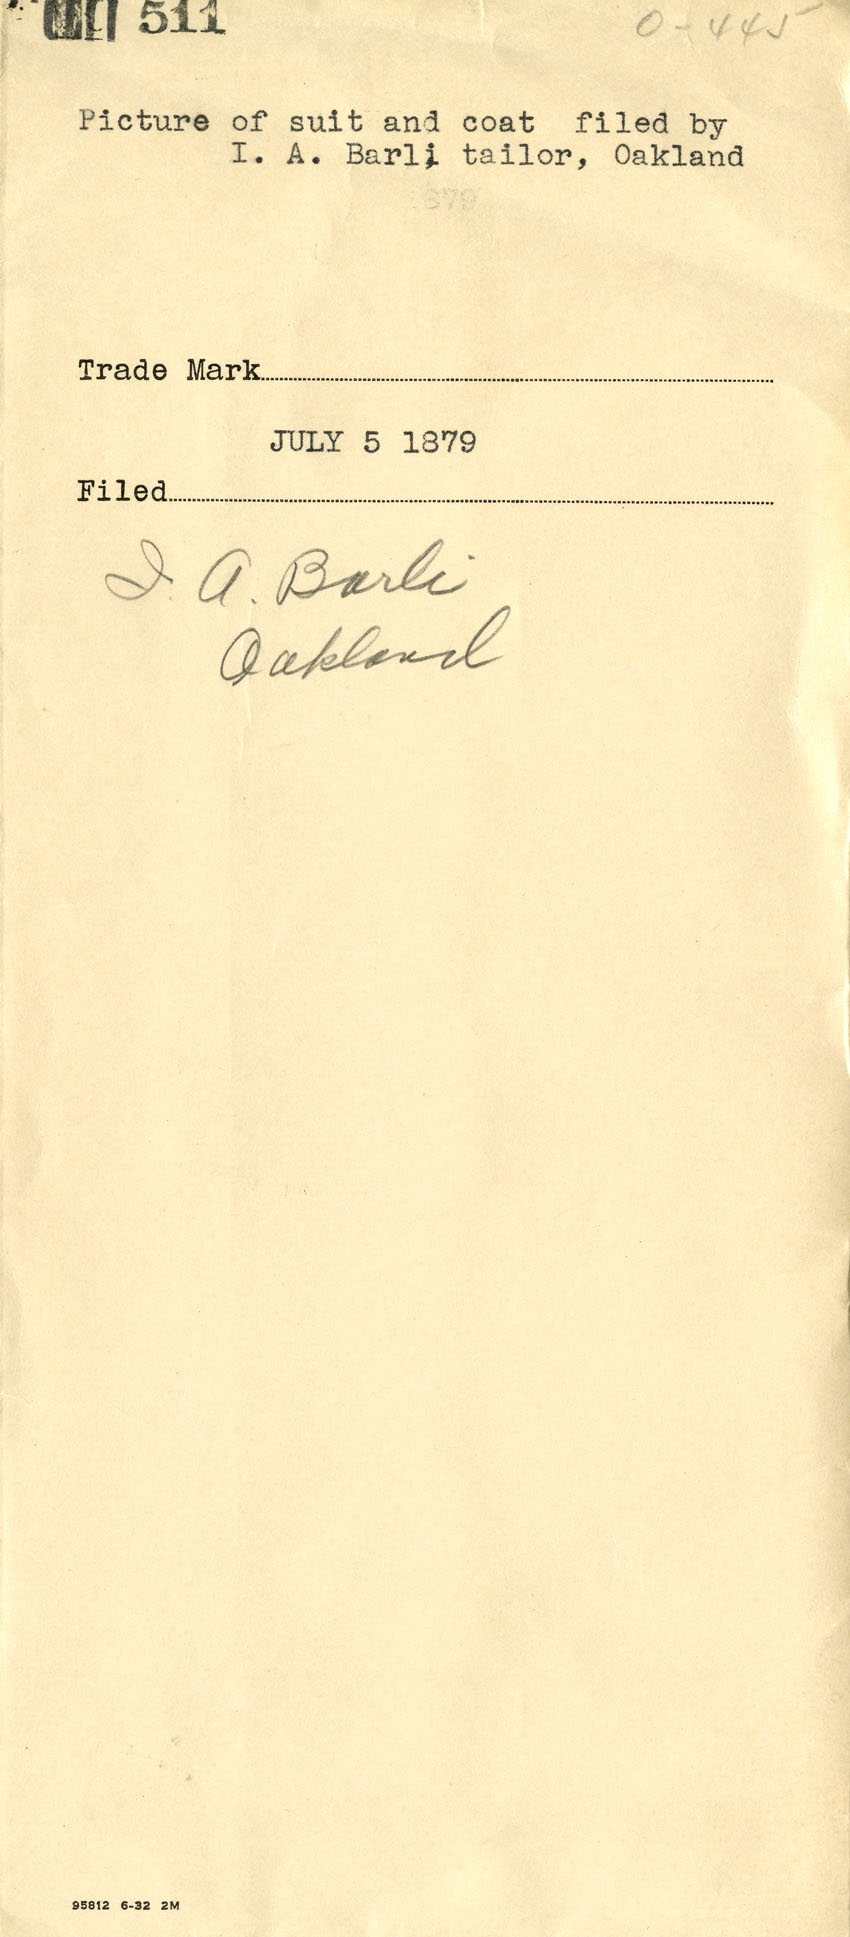 511
0-445
Picture of suit and coat filed by
I. A. Barli tailor, Oakland
1879
Trade Mark
JULY 5 1879
Filed
I. A. Barli
Oakland
95812 6-32 2M